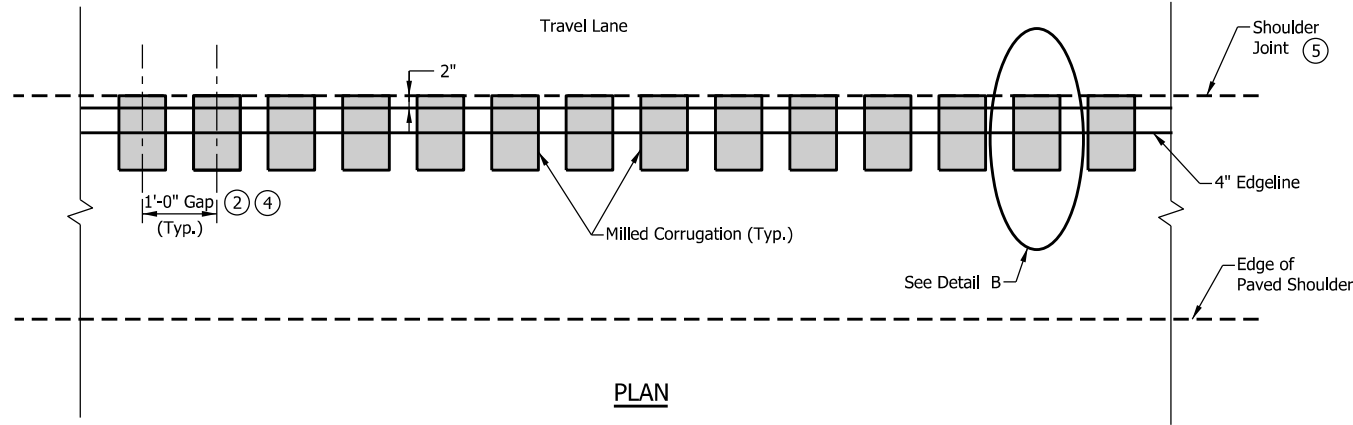 Travel Lane
Shoulder
Joint 5
2"
4" Edgeline
1'-0" Gap 2 4
(Typ.)
Milled Corrugation (Typ.)
See Detail B
Edge of
Paved Shoulder
PLAN